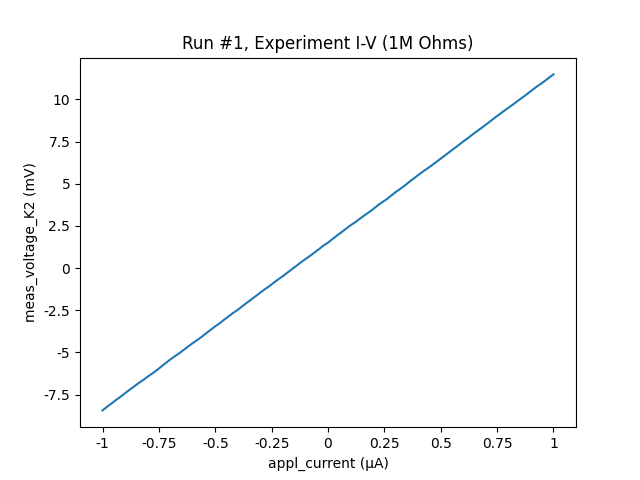 Run #1, Experiment I-V (1M Ohms)
meas_voltage_K2 (mV)
10
7.5
5
2.5
0
-2.5
-5
-7.5
-1 -0.75 -0.5 -0.25 0 0.25 0.5 0.75 1
appl_current (μA)